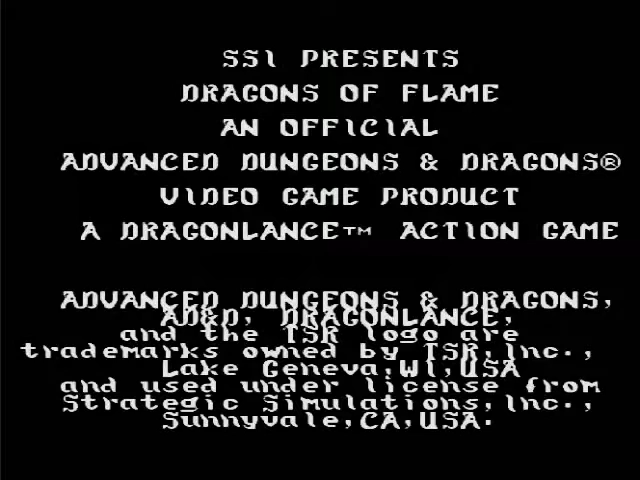 SSI PRESENTS
DRAGONS OF FLAME
AN OFFICIAL
ADVANCED DUNGEONS & DRAGONS®
VIDEO GAME PRODUCT
A DRAGONLANCE™ ACTION GAME
ADVANCED DUNGEONS & DRAGONS,
AD&D, DRAGONLANCE,
and the TSR logo are
trademarks owned by TSR,Inc.,
Lake Geneva,WI,USA
and used under license from
Strategic Simulations,Inc.,
Sunnyvale,CA,USA.